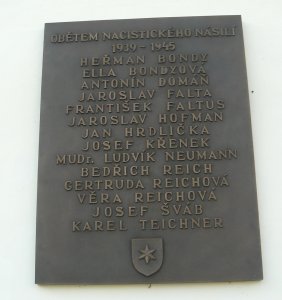 OBĚTEM NACISTICKÉHO NÁSILÍ
1939 - 1945
HEŘMAN BONDY
ELLA BONDYOVÁ
ANTONÍN DOMAN
JAROSLAV FALTA
FRANTIŠEK FALTUS
JAROSLAV HOFMAN
JAN HRDLIČKA
JOSEF KŘENEK
MUDr. LUDVÍK NEUMANN
BEDŘICH REICH
GERTRUDA REICHOVÁ
VĚRA REICHOVÁ
JOSEF ŠVÁB
KAREL TEICHNER